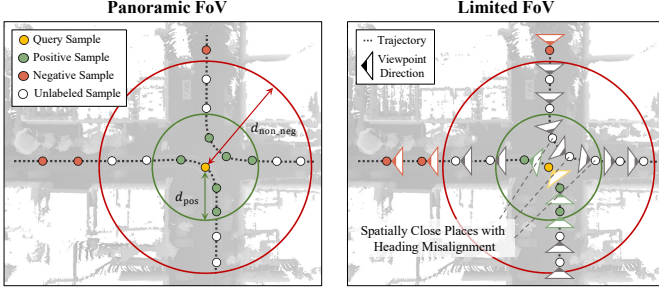 Panoramic FoV
Query Sample
Positive Sample
Negative Sample
Unlabeled Sample
d_non_neg
d_pos
Limited FoV
Trajectory
Viewpoint
Direction
Spatially Close Places with
Heading Misalignment